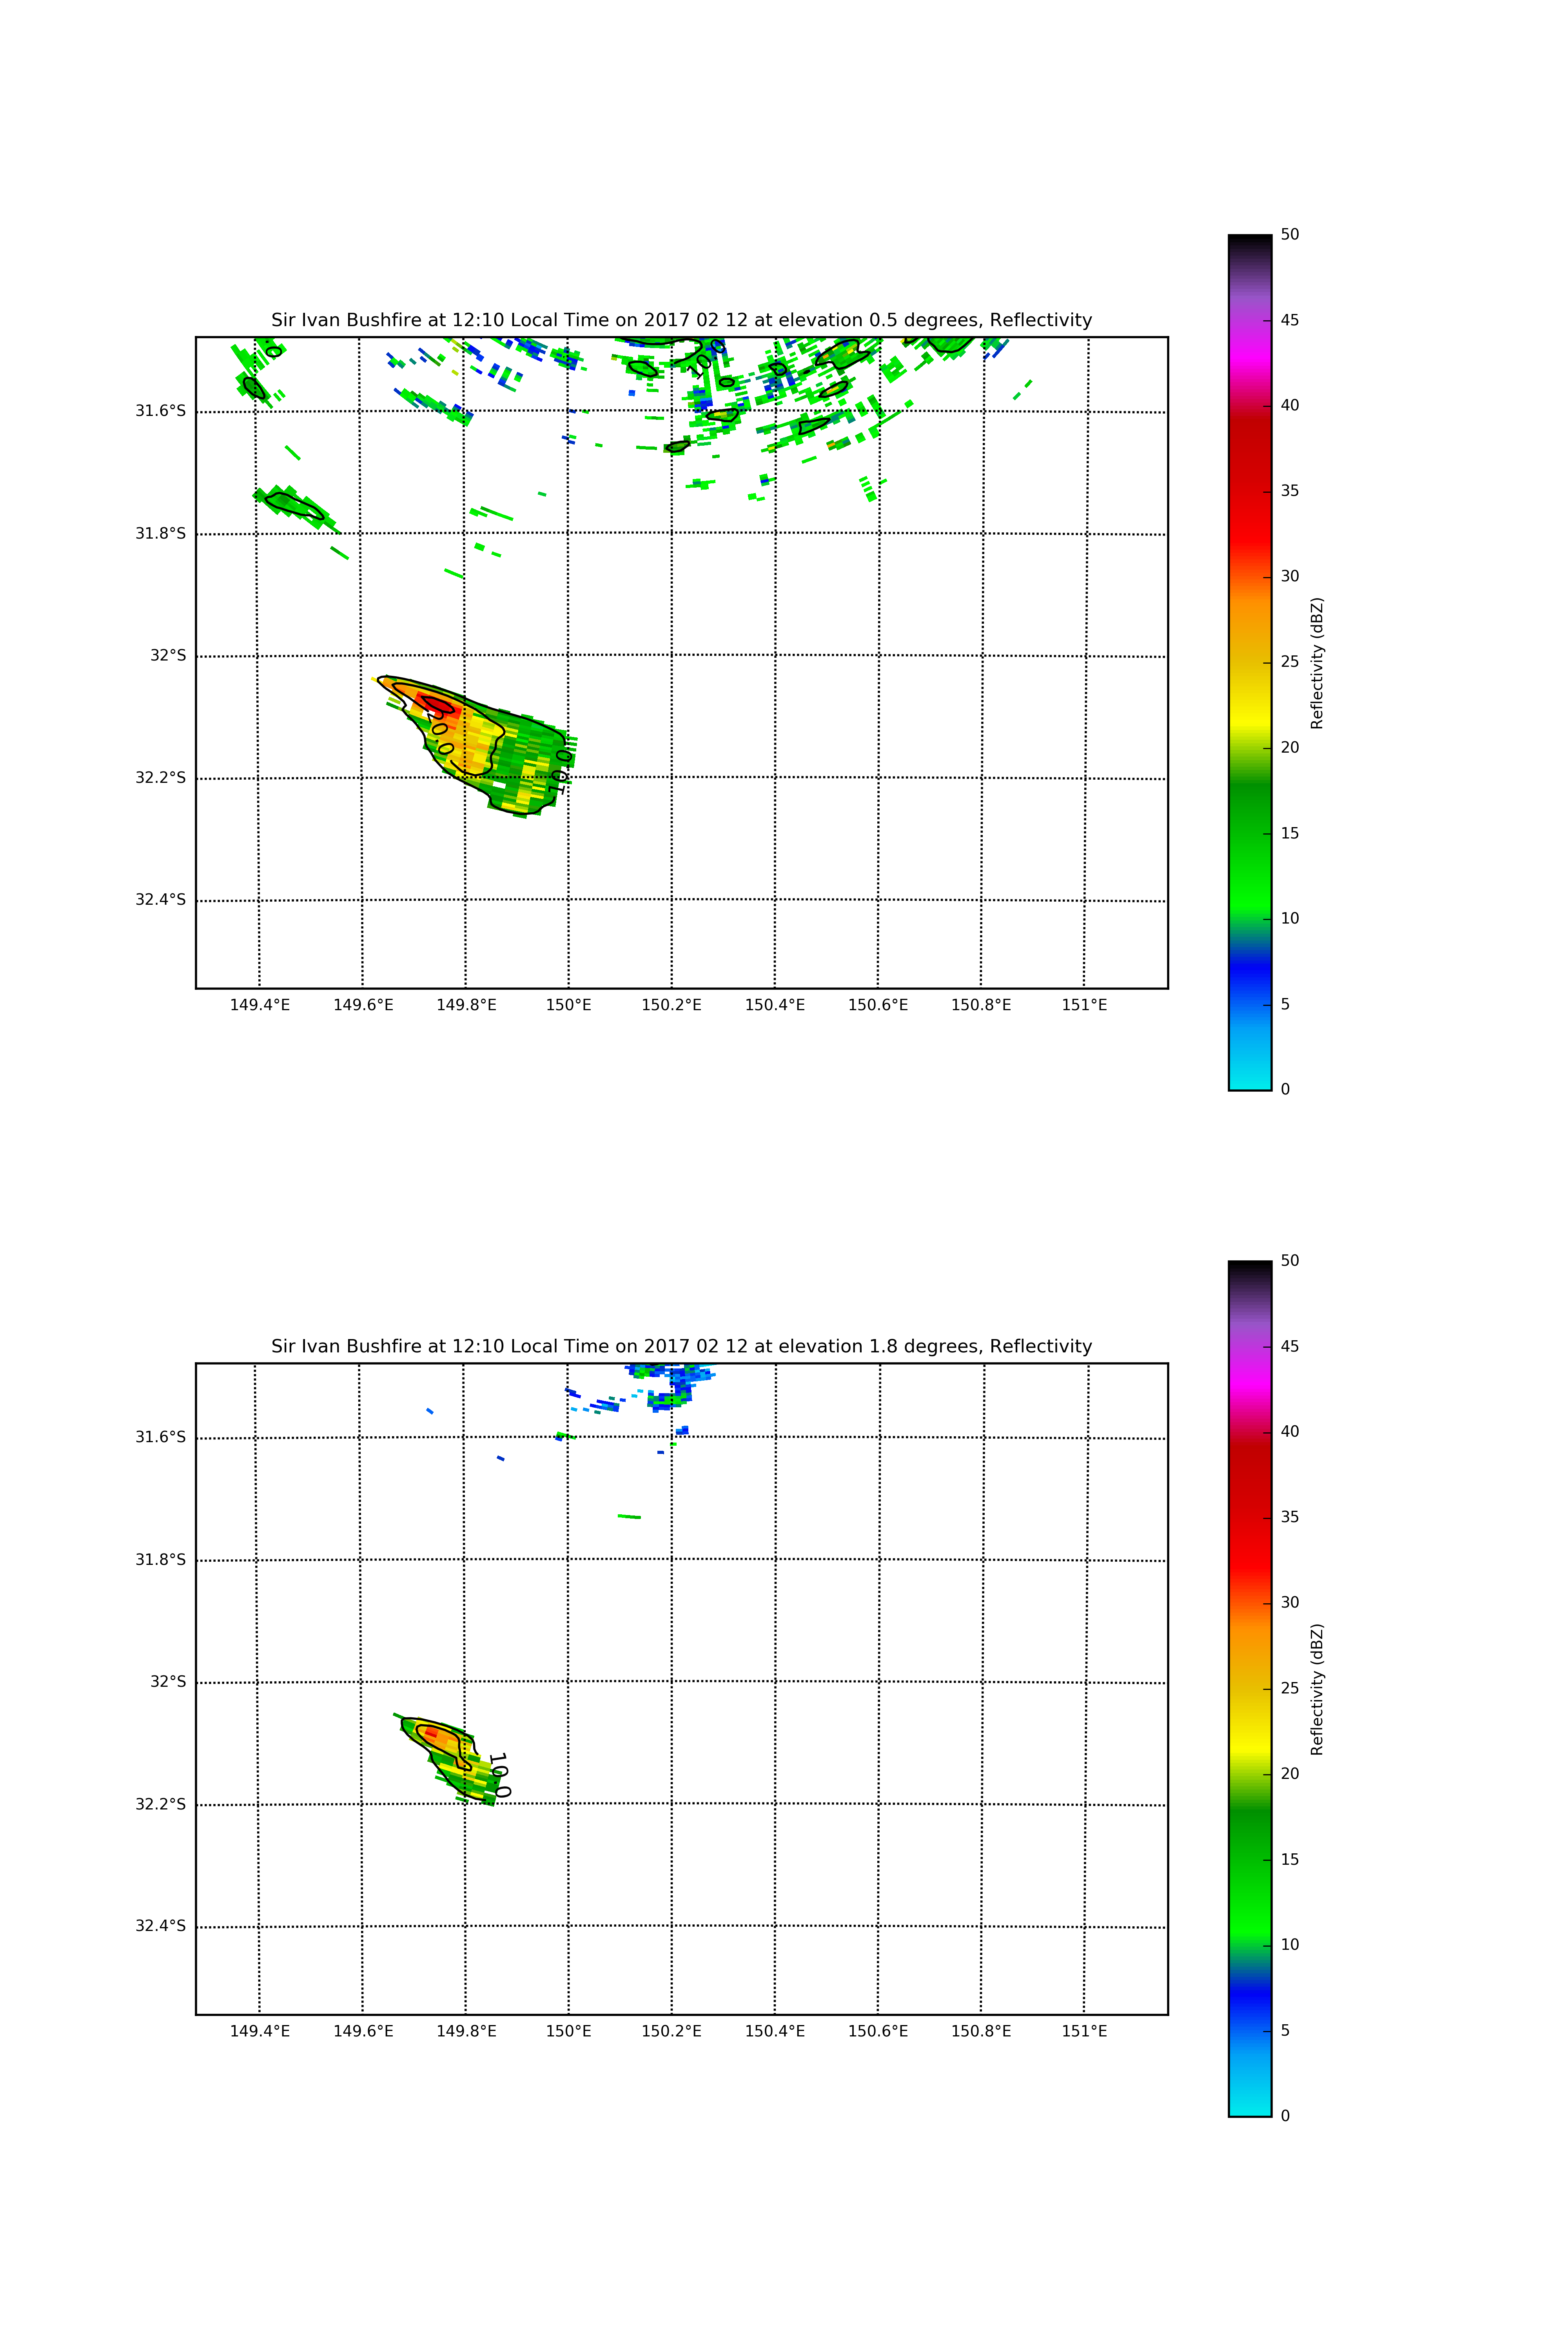 Sir Ivan Bushfire at 12:10 Local Time on 2017 02 12 at elevation 0.5 degrees, Reflectivity
31.6°S
31.8°S
32°S
32.2°S
32.4°S
149.4°E 149.6°E 149.8°E 150°E 150.2°E 150.4°E 150.6°E 150.8°E 151°E
20.0
10.0
50
45
40
35
30
25
20
15
10
5
0
Reflectivity (dBZ)
Sir Ivan Bushfire at 12:10 Local Time on 2017 02 12 at elevation 1.8 degrees, Reflectivity
31.6°S
31.8°S
32°S
32.2°S
32.4°S
149.4°E 149.6°E 149.8°E 150°E 150.2°E 150.4°E 150.6°E 150.8°E 151°E
10.0
50
45
40
35
30
25
20
15
10
5
0
Reflectivity (dBZ)